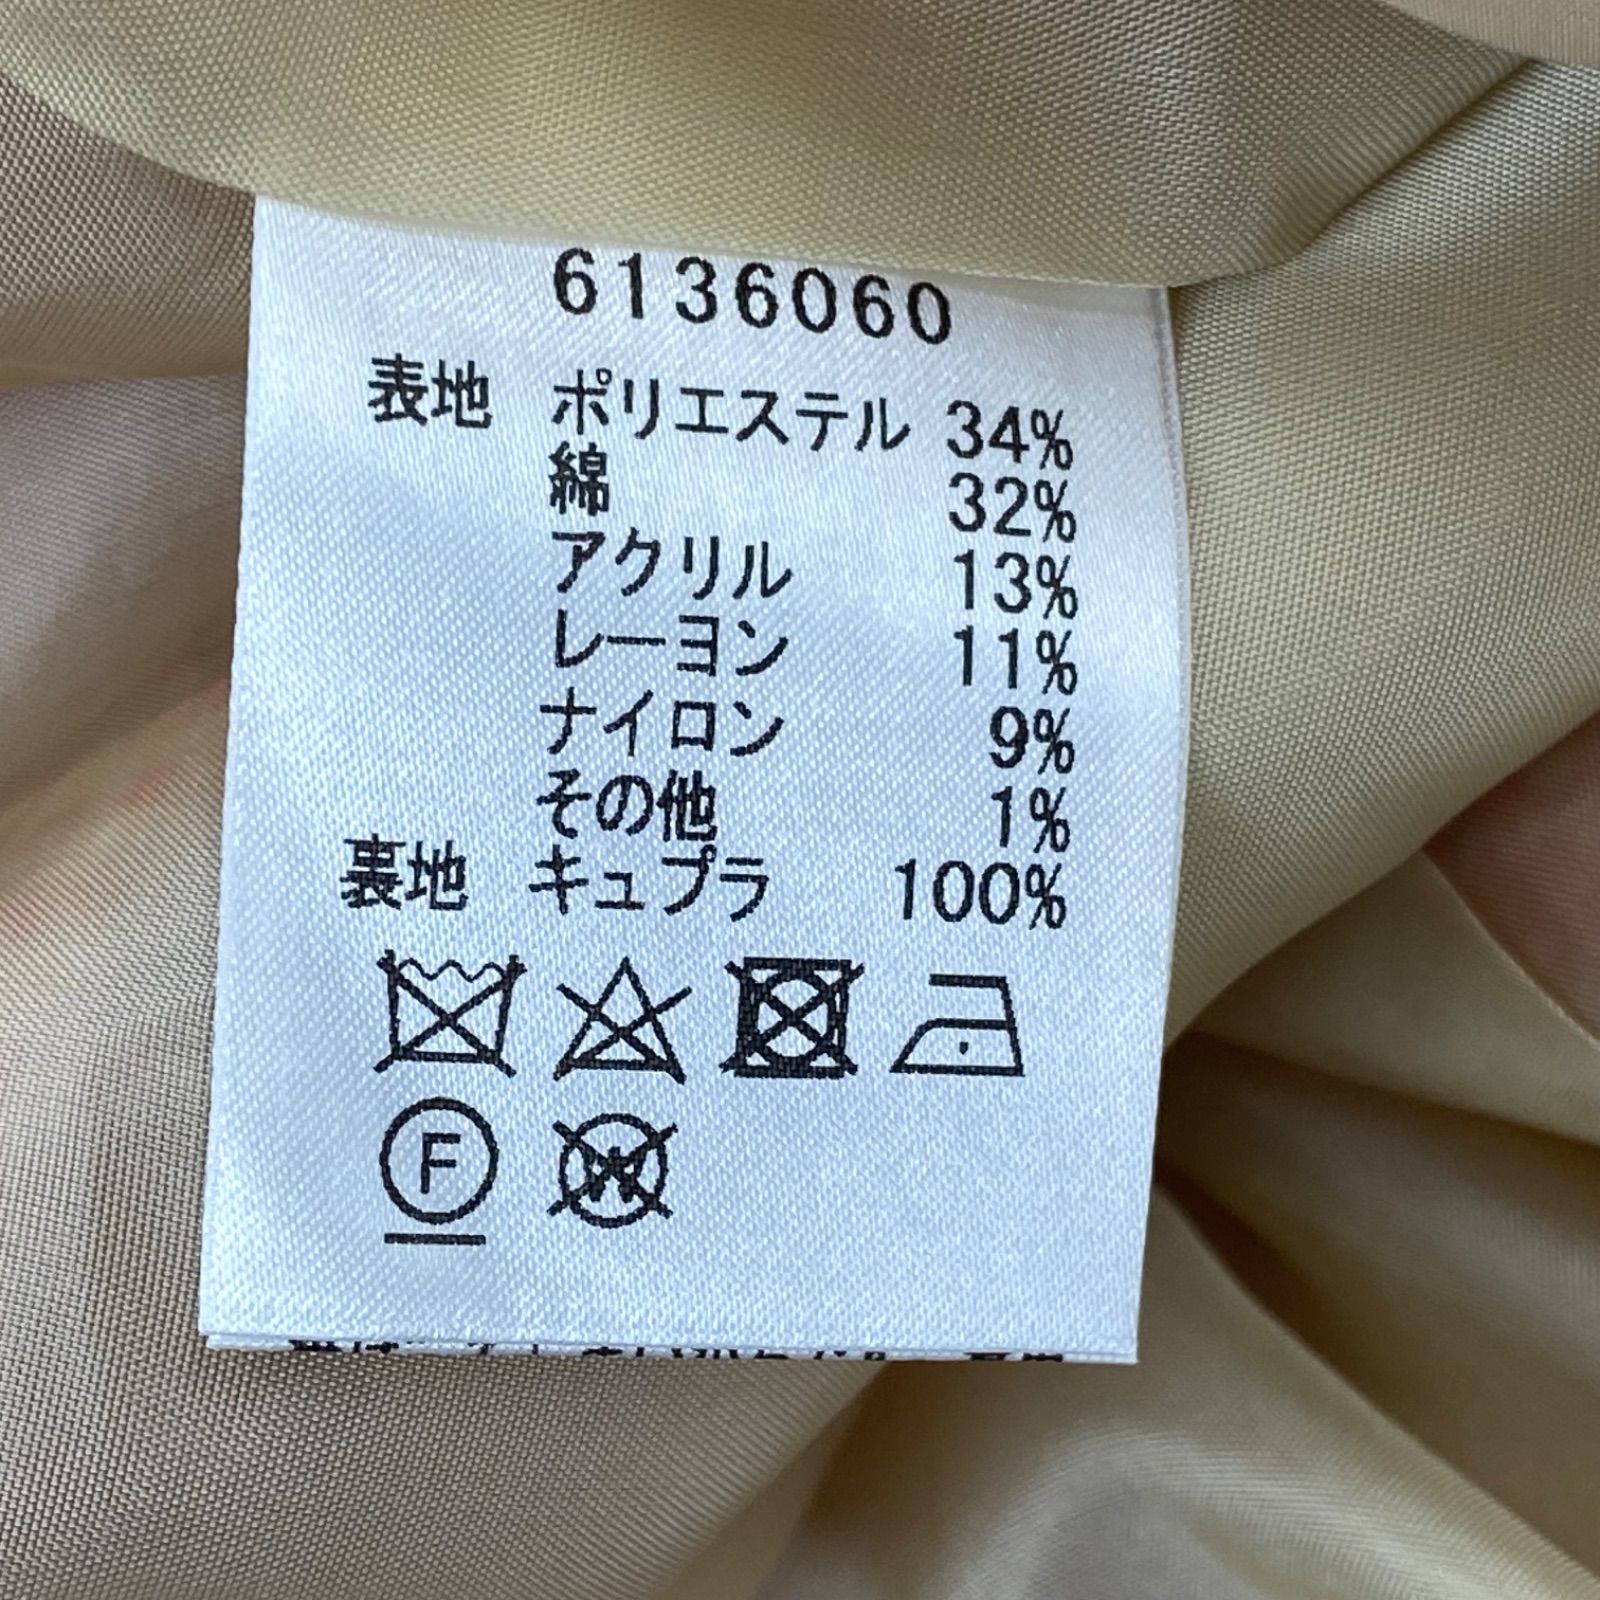 6136060
表地 ポリエステル 34%
綿 32%
アクリル 13%
レーヨン 11%
ナイロン 9%
その他 1%
裏地 キュプラ 100%
F
W